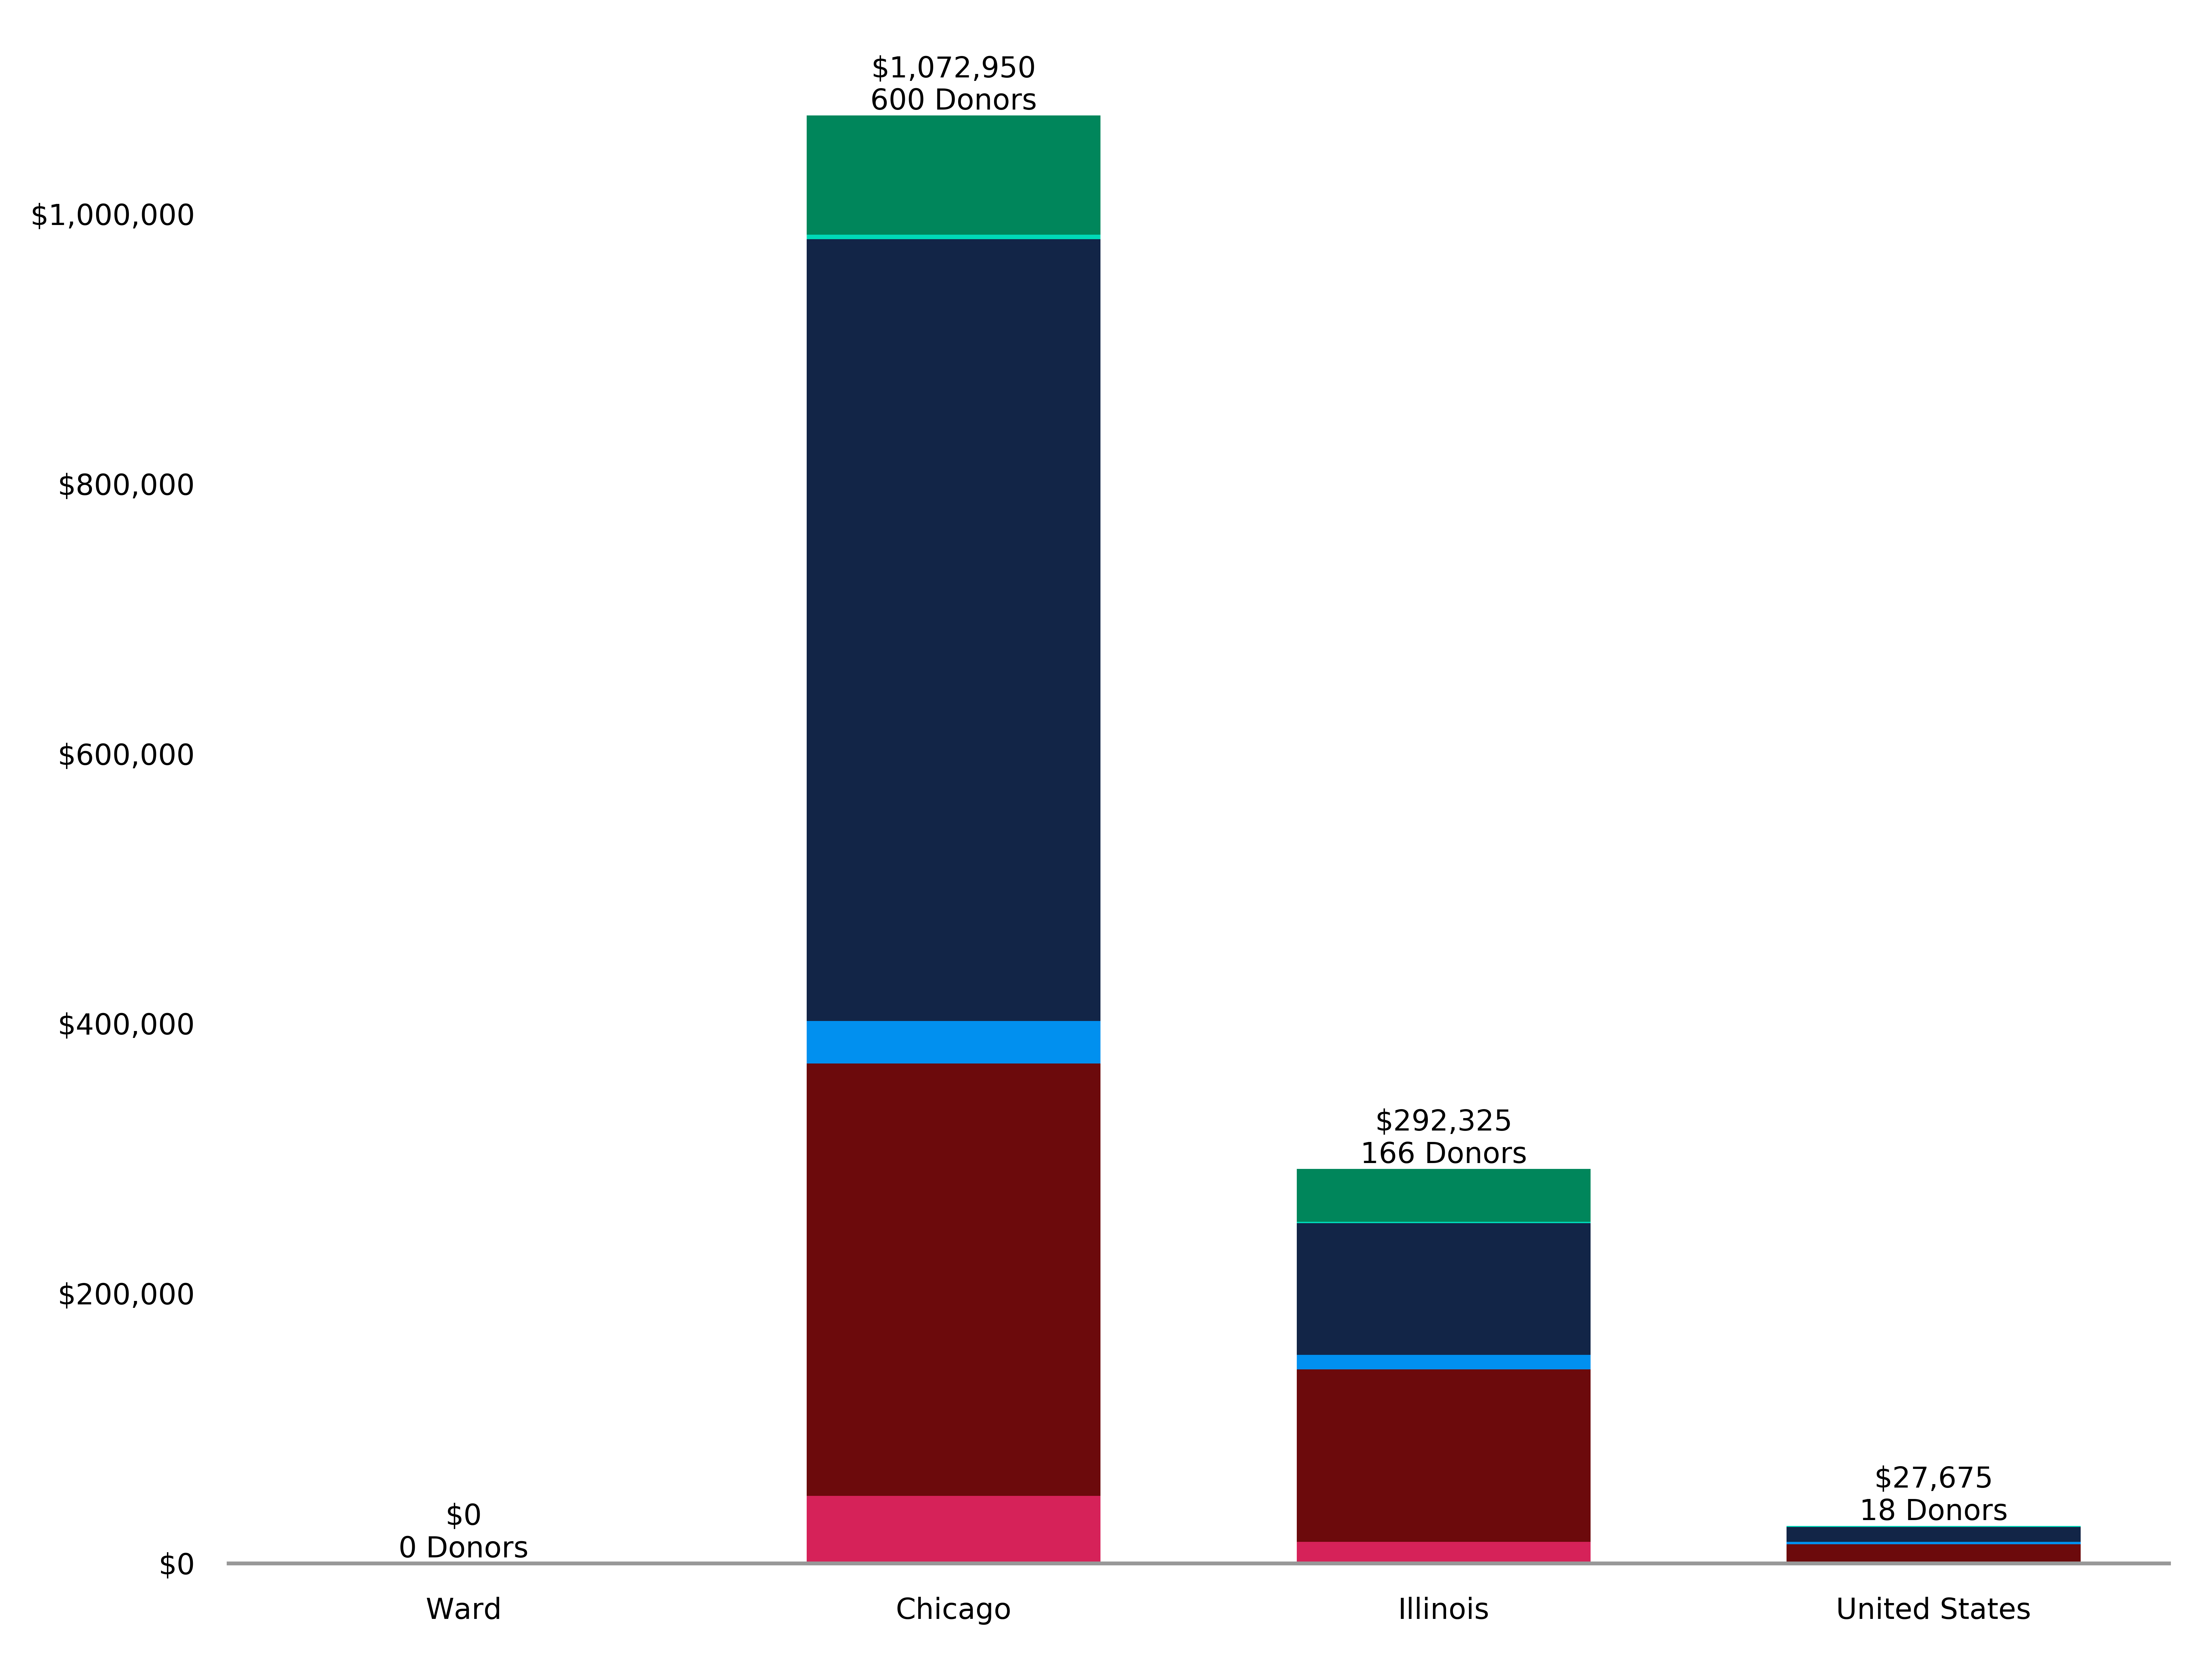 $1,072,950
600 Donors
$1,000,000
$800,000
$600,000
$400,000
$292,325
166 Donors
$200,000
$27,675
18 Donors
$0
0 Donors
$0
Ward
Chicago
Illinois
United States